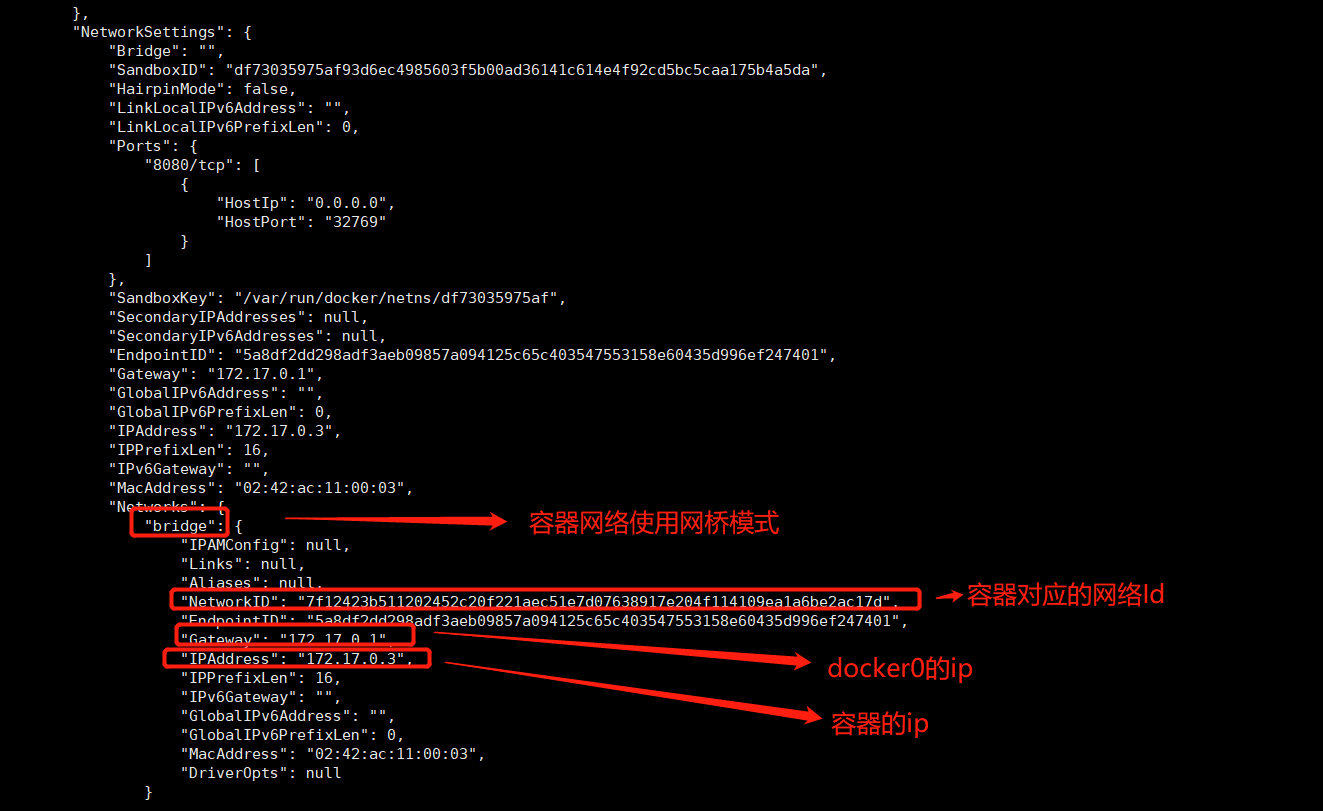 },
"NetworkSettings": {
"Bridge": "",
"SandboxID": "df73035975af93d6ec4985603f5b00ad36141c614e4f92cd5bc5caa175b4a5da",
"HairpinMode": false,
"LinkLocalIPv6Address": "",
"LinkLocalIPv6PrefixLen": 0,
"Ports": {
"8080/tcp": [
{
"HostIp": "0.0.0.0",
"HostPort": "32769"
}
]
},
"SandboxKey": "/var/run/docker/netns/df73035975af",
"SecondaryIPAddresses": null,
"SecondaryIPv6Addresses": null,
"EndpointID": "5a8df2dd298adf3aeb09857a094125c65c403547553158e60435d996ef247401",
"Gateway": "172.17.0.1",
"GlobalIPv6Address": "",
"GlobalIPv6PrefixLen": 0,
"IPAddress": "172.17.0.3",
"IPPrefixLen": 16,
"IPv6Gateway": "",
"MacAddress": "02:42:ac:11:00:03",
"Networks": {
"bridge": {
容器网络使用网桥模式
"IPAMConfig": null,
"Links": null,
"Aliases": null,
"NetworkID": "7f12423b511202452c20f221aec51e7d07638917e204f114109ea1a6be2ac17d",
容器对应的网络Id
"EndpointID": "5a8df2dd298adf3aeb09857a094125c65c403547553158e60435d996ef247401",
"Gateway": "172.17.0.1",
docker0的ip
"IPAddress": "172.17.0.3",
容器的ip
"IPPrefixLen": 16,
"IPv6Gateway": "",
"GlobalIPv6Address": "",
"GlobalIPv6PrefixLen": 0,
"MacAddress": "02:42:ac:11:00:03",
"DriverOpts": null
}